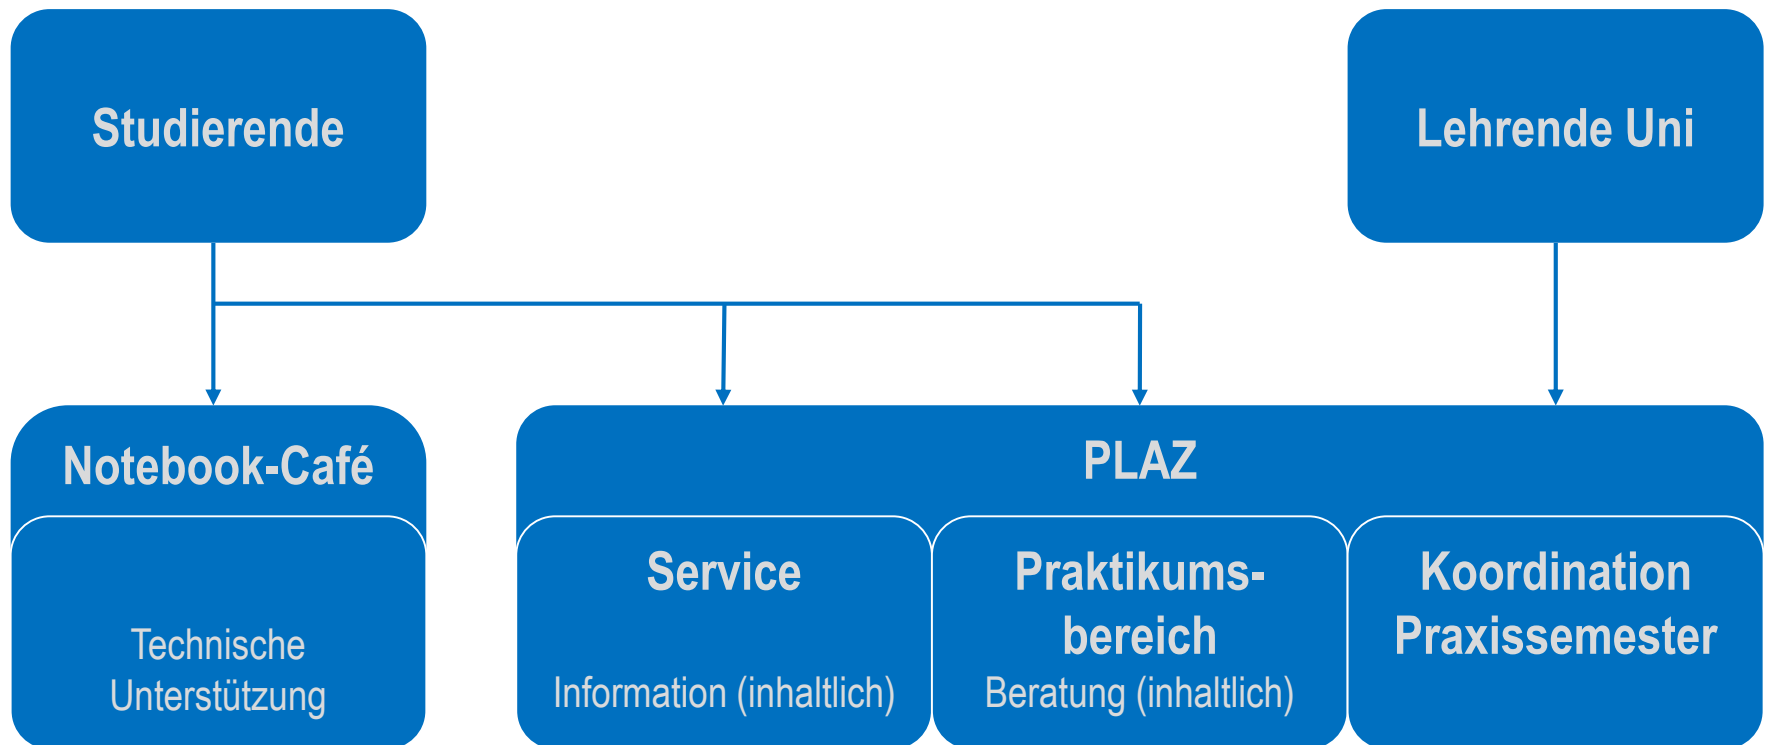 Studierende
Lehrende Uni
Notebook-Café
Technische
Unterstützung
PLAZ
Service
Information (inhaltlich)
Praktikums-
bereich
Beratung (inhaltlich)
Koordination
Praxissemester